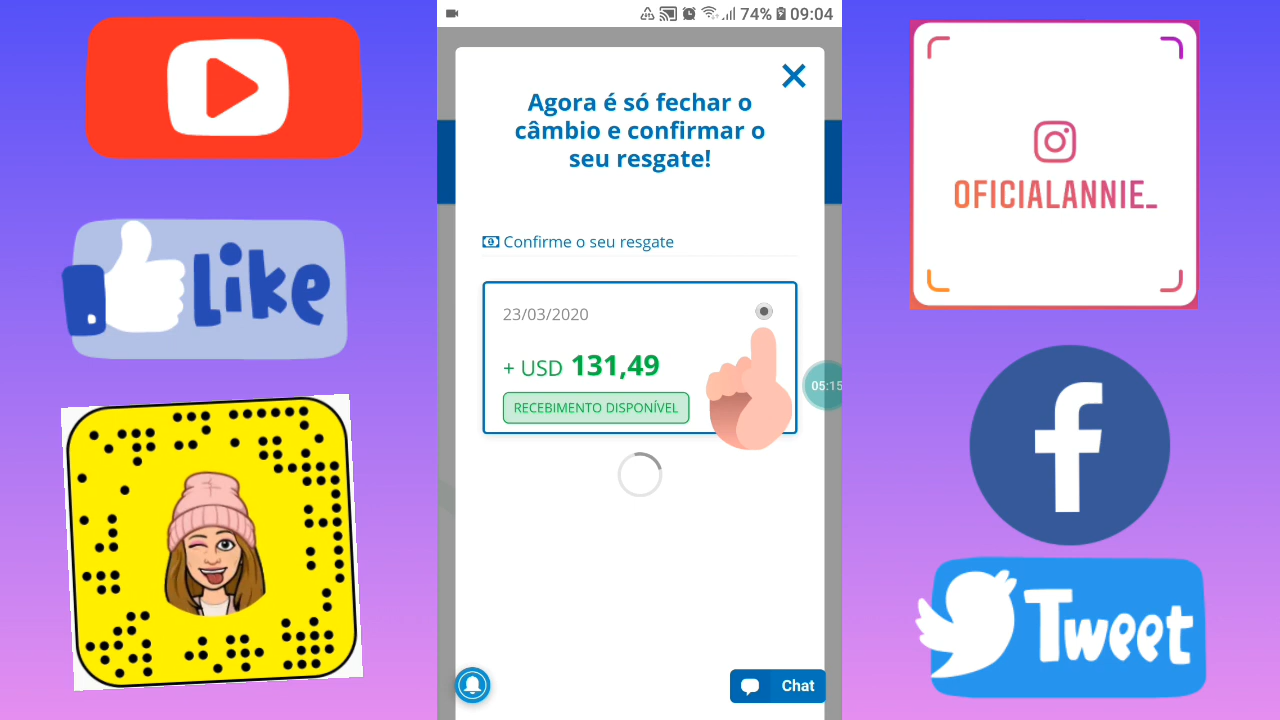 74% 09:04
Agora é só fechar o
câmbio e confirmar o
seu resgate!
Confirme o seu resgate
23/03/2020
+ USD 131,49
RECEBIMENTO DISPONÍVEL
05:15
Chat
Like
OFICIALANNIE_
f
Tweet